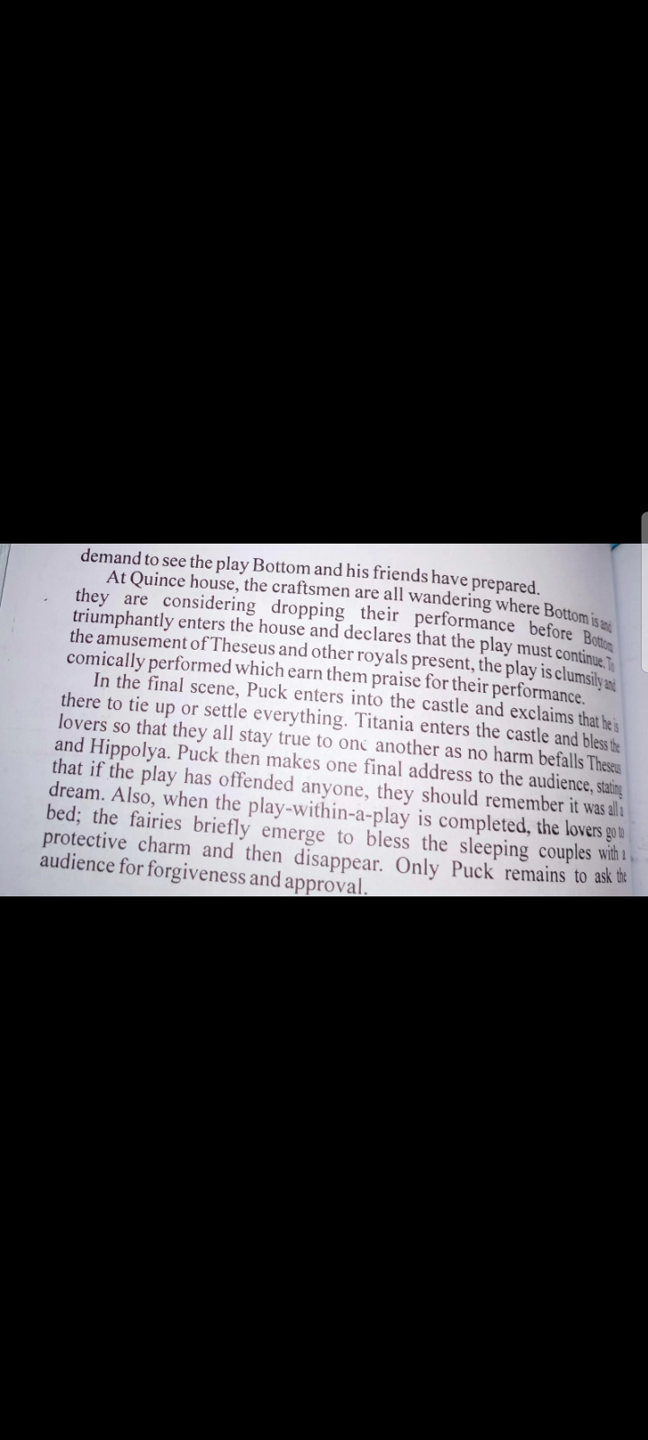 demand to see the play Bottom and his friends have prepared.
At Quince house, the craftsmen are all wandering where Bottom is and
they are considering dropping their performance before Bottom
triumphantly enters the house and declares that the play must continue. To
the amusement of Theseus and other royals present, the play is clumsily and
comically performed which earn them praise for their performance.
In the final scene, Puck enters into the castle and exclaims that he is
there to tie up or settle everything. Titania enters the castle and bless the
lovers so that they all stay true to one another as no harm befalls Theseus
and Hippolya. Puck then makes one final address to the audience, stating
that if the play has offended anyone, they should remember it was all a
dream. Also, when the play-within-a-play is completed, the lovers go to
bed; the fairies briefly emerge to bless the sleeping couples with a
protective charm and then disappear. Only Puck remains to ask the
audience for forgiveness and approval.